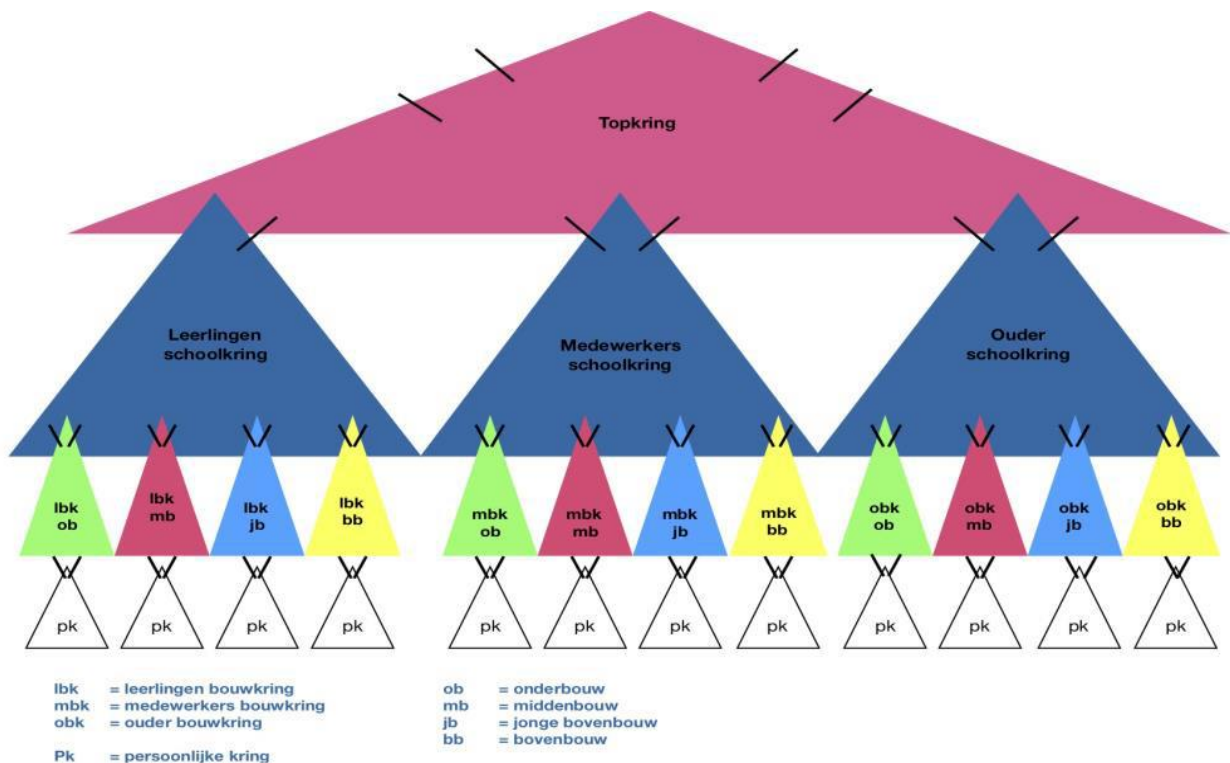 Topkring
Leerlingen
schoolkring
Medewerkers
schoolkring
Ouder
schoolkring
lbk
ob
lbk
mb
lbk
jb
lbk
bb
mbk
ob
mbk
mb
mbk
jb
mbk
bb
obk
ob
obk
mb
obk
jb
obk
bb
pk
pk
pk
pk
pk
pk
pk
pk
pk
pk
pk
pk
lbk = leerlingen bouwkring
mbk = medewerkers bouwkring
obk = ouder bouwkring
Pk = persoonlijke kring
ob = onderbouw
mb = middenbouw
jb = jonge bovenbouw
bb = bovenbouw